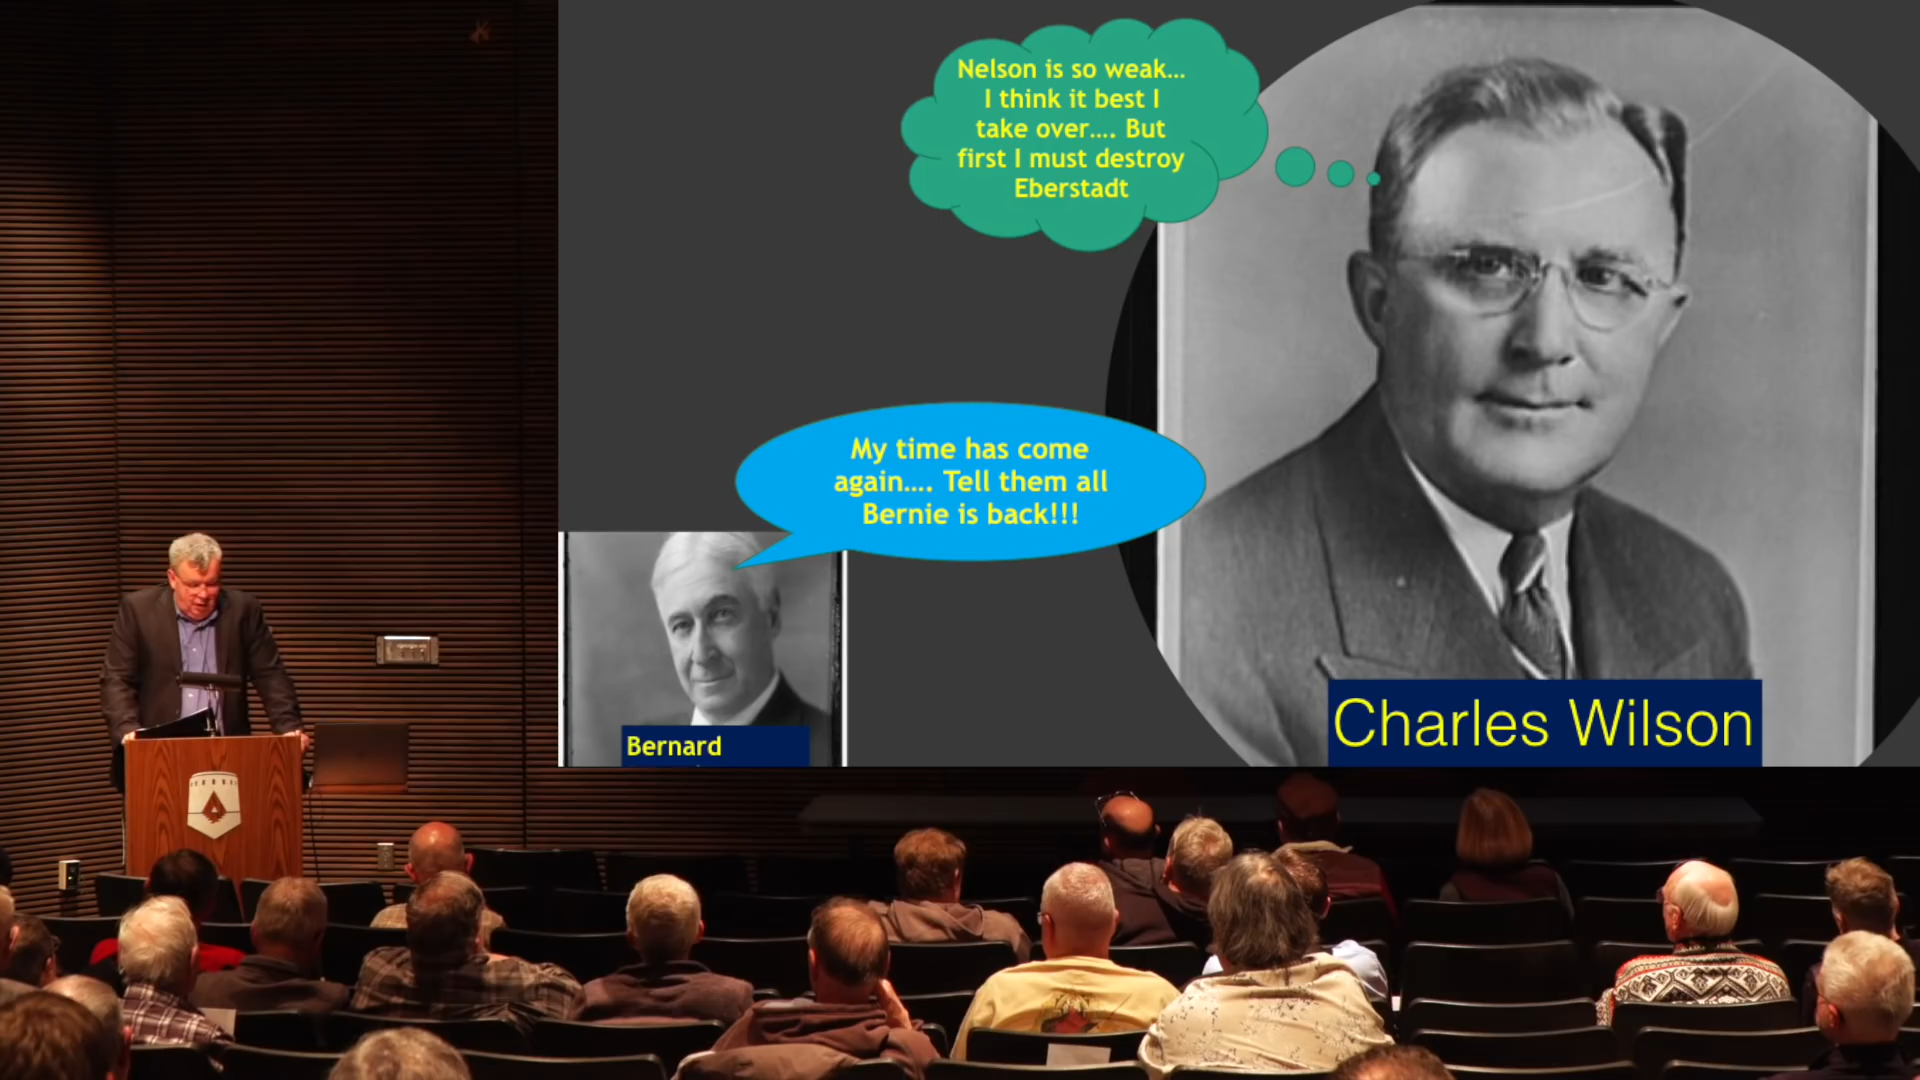 Nelson is so weak...
I think it best I
take over.... But
first I must destroy
Eberstadt
My time has come
again.... Tell them all
Bernie is back!!!
Bernard
Charles Wilson